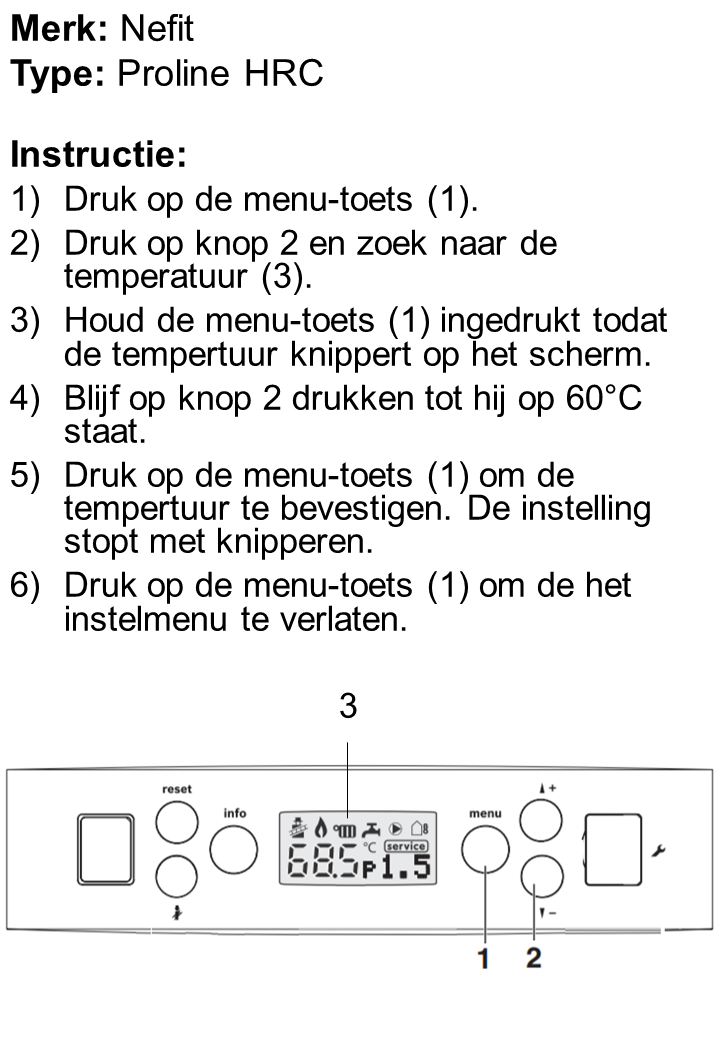 Merk: Nefit
Type: Proline HRC
Instructie:
1) Druk op de menu-toets (1).
2) Druk op knop 2 en zoek naar de
temperatuur (3).
3) Houd de menu-toets (1) ingedrukt todat
de tempertuur knippert op het scherm.
4) Blijf op knop 2 drukken tot hij op 60°C
staat.
5) Druk op de menu-toets (1) om de
tempertuur te bevestigen. De instelling
stopt met knipperen.
6) Druk op de menu-toets (1) om de het
instelmenu te verlaten.
3
reset
info
menu
+
8
°C service
68.5 P1.5
−
1 2